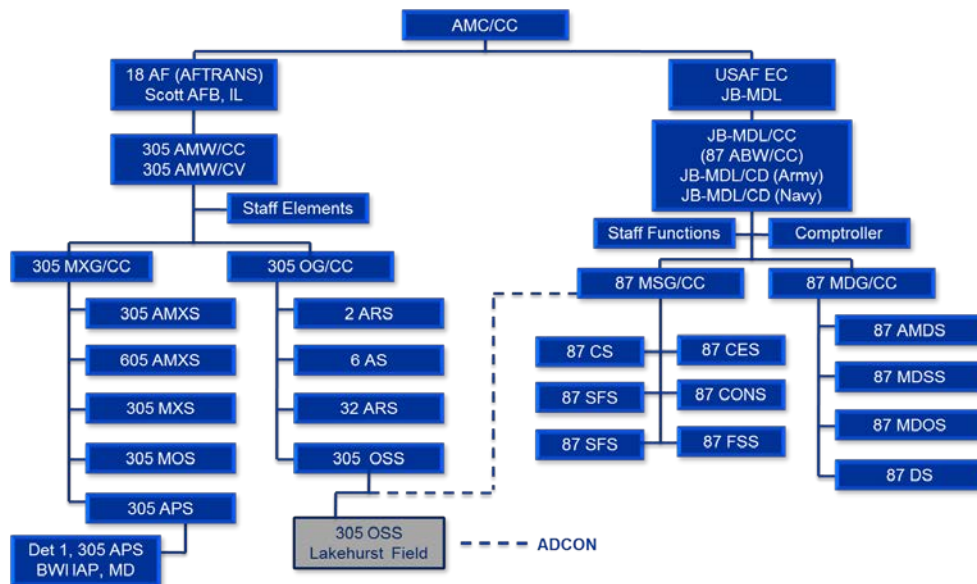 AMC/CC
18 AF (AFTRANS)
Scott AFB, IL
USAF EC
JB-MDL
305 AMW/CC
305 AMW/CV
JB-MDL/CC
(87 ABW/CC)
JB-MDL/CD (Army)
JB-MDL/CD (Navy)
Staff Elements
Staff Functions
Comptroller
305 MXG/CC
305 OG/CC
87 MSG/CC
87 MDG/CC
305 AMXS
605 AMXS
305 MXS
305 MOS
305 APS
Det 1, 305 APS
BWI IAP, MD
2 ARS
6 AS
32 ARS
305 OSS
305 OSS
Lakehurst Field
87 CS
87 CES
87 SFS
87 CONS
87 SFS
87 FSS
87 AMDS
87 MDSS
87 MDOS
87 DS
ADCON